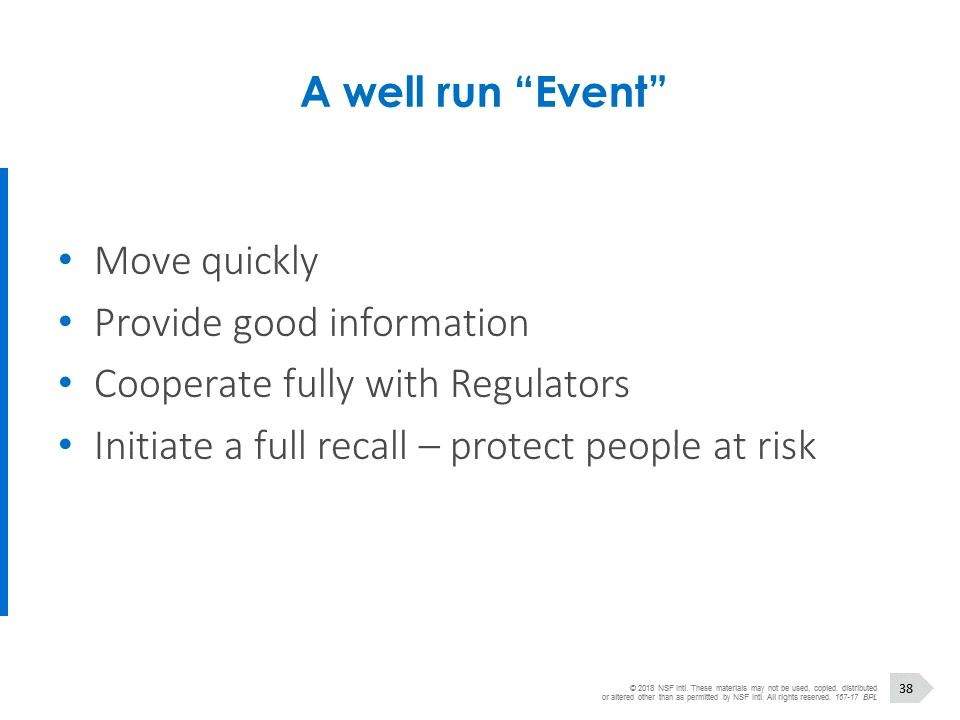 A well run “Event”
• Move quickly
• Provide good information
• Cooperate fully with Regulators
• Initiate a full recall – protect people at risk
© 2018 NSF Intl. These materials may not be used, copied, distributed
or altered other than as permitted by NSF Intl. All rights reserved. 167-17 BPL
38